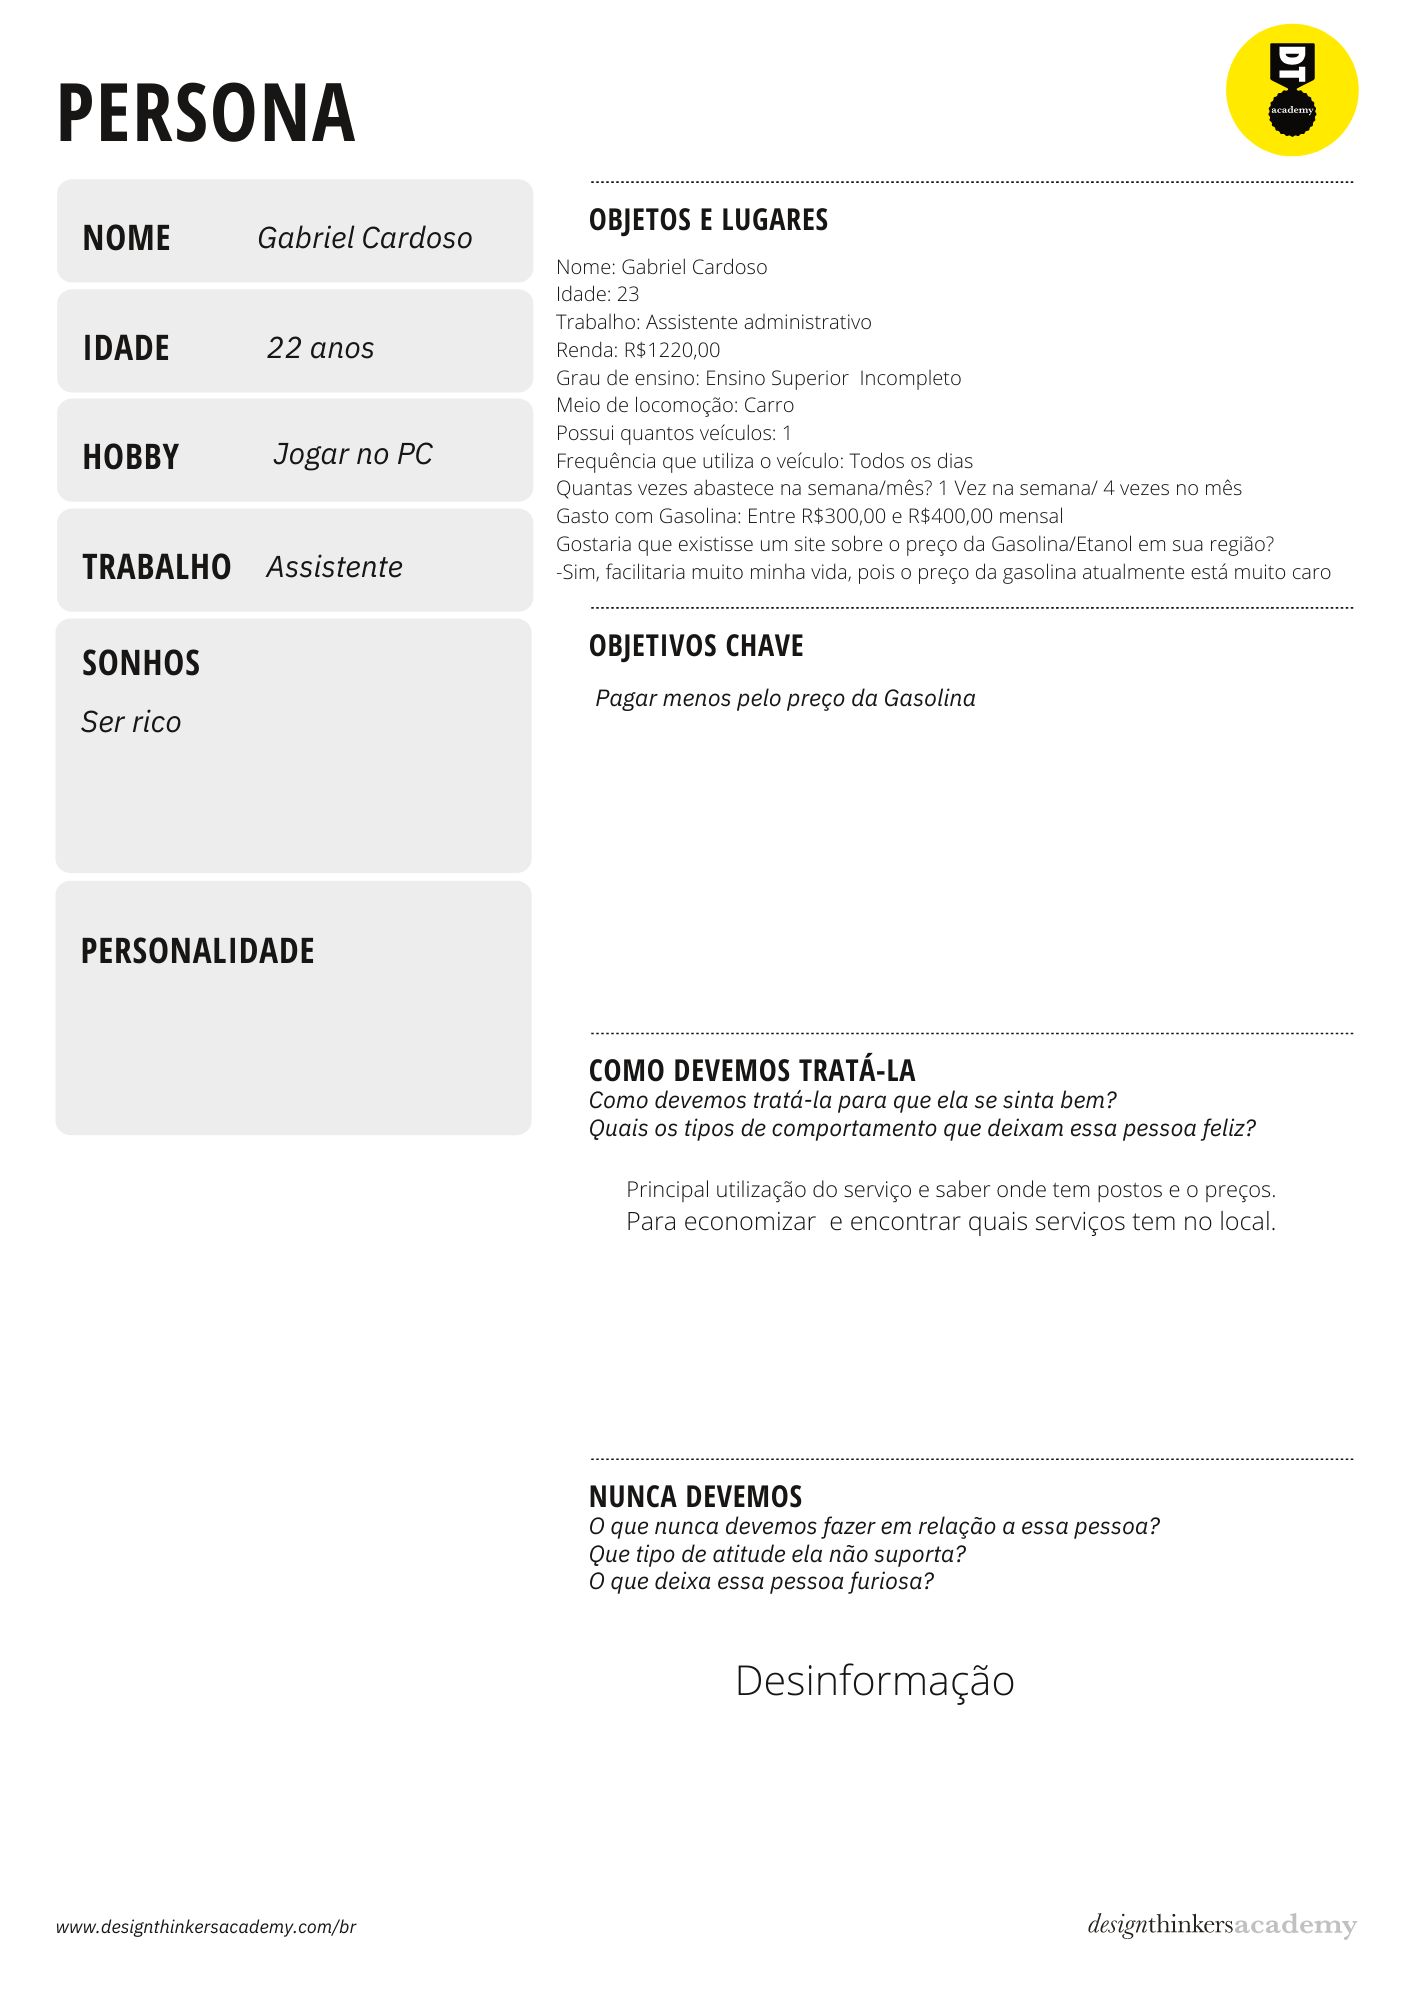 PERSONA
DT
academy
NOME Gabriel Cardoso
IDADE 22 anos
HOBBY Jogar no PC
TRABALHO Assistente
SONHOS
Ser rico
PERSONALIDADE
OBJETOS E LUGARES
Nome: Gabriel Cardoso
Idade: 23
Trabalho: Assistente administrativo
Renda: R$1220,00
Grau de ensino: Ensino Superior  Incompleto
Meio de locomoção: Carro
Possui quantos veículos: 1
Frequência que utiliza o veículo: Todos os dias
Quantas vezes abastece na semana/mês? 1 Vez na semana/ 4 vezes no mês
Gasto com Gasolina: Entre R$300,00 e R$400,00 mensal
Gostaria que existisse um site sobre o preço da Gasolina/Etanol em sua região?
-Sim, facilitaria muito minha vida, pois o preço da gasolina atualmente está muito caro
OBJETIVOS CHAVE
Pagar menos pelo preço da Gasolina
COMO DEVEMOS TRATÁ-LA
Como devemos tratá-la para que ela se sinta bem?
Quais os tipos de comportamento que deixam essa pessoa feliz?
Principal utilização do serviço e saber onde tem postos e o preços.
Para economizar  e encontrar quais serviços tem no local.
NUNCA DEVEMOS
O que nunca devemos fazer em relação a essa pessoa?
Que tipo de atitude ela não suporta?
O que deixa essa pessoa furiosa?
Desinformação
www.designthinkersacademy.com/br
designthinkersacademy